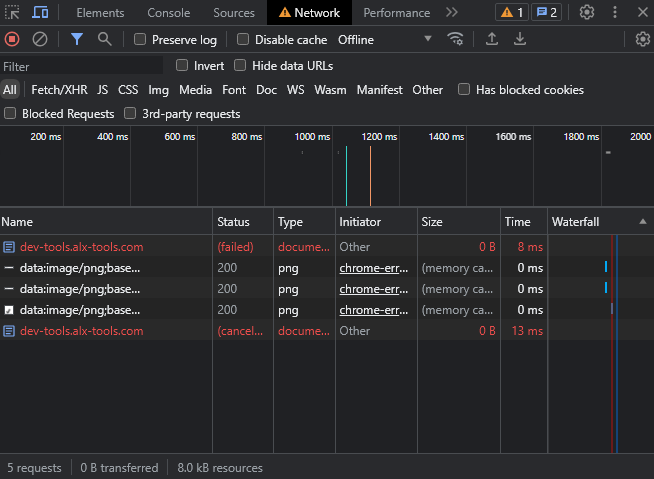 Elements Console Sources Network Performance 1 2
Preserve log Disable cache Offline
Filter Invert Hide data URLs
All Fetch/XHR JS CSS Img Media Font Doc WS Wasm Manifest Other Has blocked cookies
Blocked Requests 3rd-party requests
200 ms 400 ms 600 ms 800 ms 1000 ms 1200 ms 1400 ms 1600 ms 1800 ms 2000
Name Status Type Initiator Size Time Waterfall
dev-tools.alx-tools.com (failed) docume... Other 0 B 8 ms
data:image/png;base... 200 png chrome-err... (memory ca... 0 ms
data:image/png;base... 200 png chrome-err... (memory ca... 0 ms
data:image/png;base... 200 png chrome-err... (memory ca... 0 ms
dev-tools.alx-tools.com (cancel... docume... Other 0 B 13 ms
5 requests 0 B transferred 8.0 kB resources